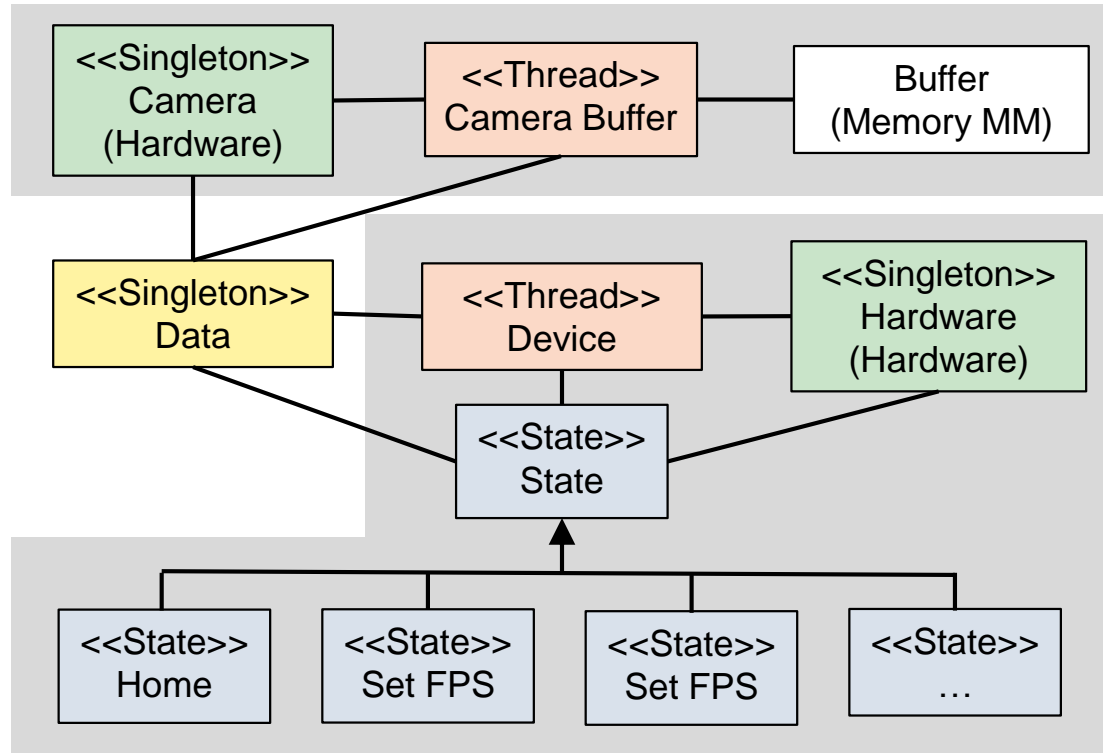 <<Singleton>>
Camera
(Hardware)
<<Thread>>
Camera Buffer
Buffer
(Memory MM)
<<Singleton>>
Data
<<Thread>>
Device
<<Singleton>>
Hardware
(Hardware)
<<State>>
State
<<State>>
Home
<<State>>
Set FPS
<<State>>
Set FPS
<<State>>
…